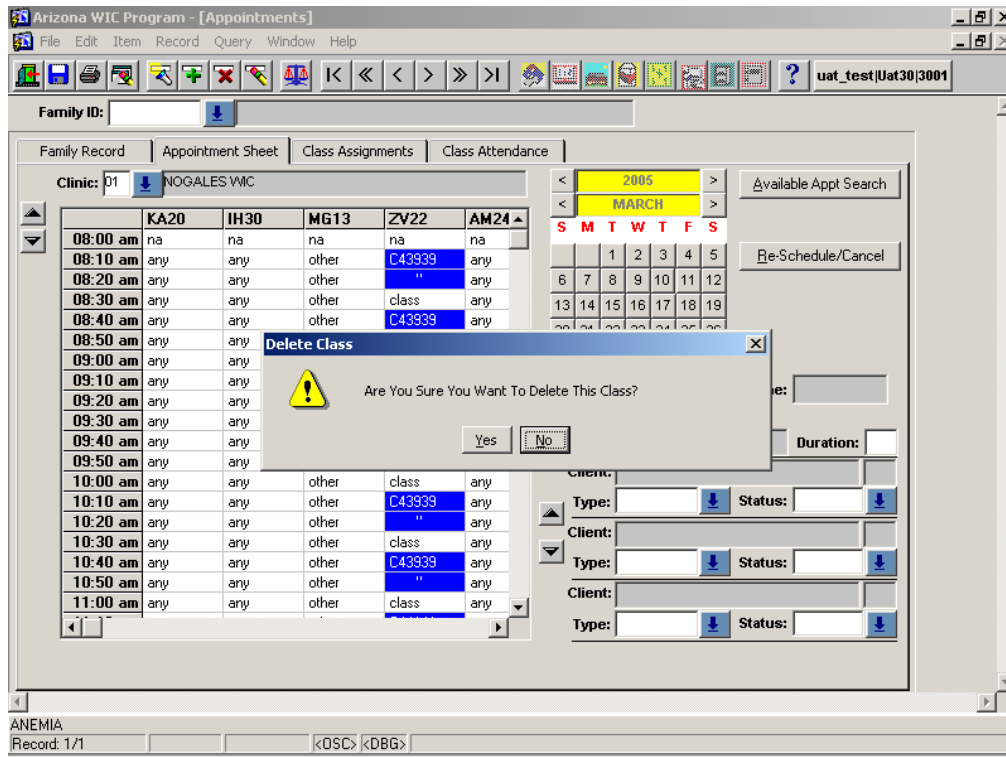 Arizona WIC Program - [Appointments]
File Edit Item Record Query Window Help
? uat_test|Uat30|3001
Family ID:
Family Record Appointment Sheet Class Assignments Class Attendance
Clinic: 01 NOGALES WIC < 2005 > Available Appt Search
< MARCH >
KA20 IH30 MG13 ZV22 AM24 S M T W T F S
08:00 am na na na na na
08:10 am any any other C43939 any 1 2 3 4 5 Re-Schedule/Cancel
08:20 am any any other " any 6 7 8 9 10 11 12
08:30 am any any other class any 13 14 15 16 17 18 19
08:40 am any any other C43939 any 20 21 22 23 24 25 26
08:50 am any any
Delete Class
09:00 am any any
09:10 am any any Are You Sure You Want To Delete This Class? e:
09:20 am any any
09:30 am any any
09:40 am any any Yes No Duration:
09:50 am any any
Client:
10:00 am any any other class any
10:10 am any any other C43939 any Type: Status:
10:20 am any any other " any
10:30 am any any other class any Client:
10:40 am any any other C43939 any Type: Status:
10:50 am any any other " any
11:00 am any any other class any Client:
Type: Status:
ANEMIA
Record: 1/1 <OSC> <DBG>